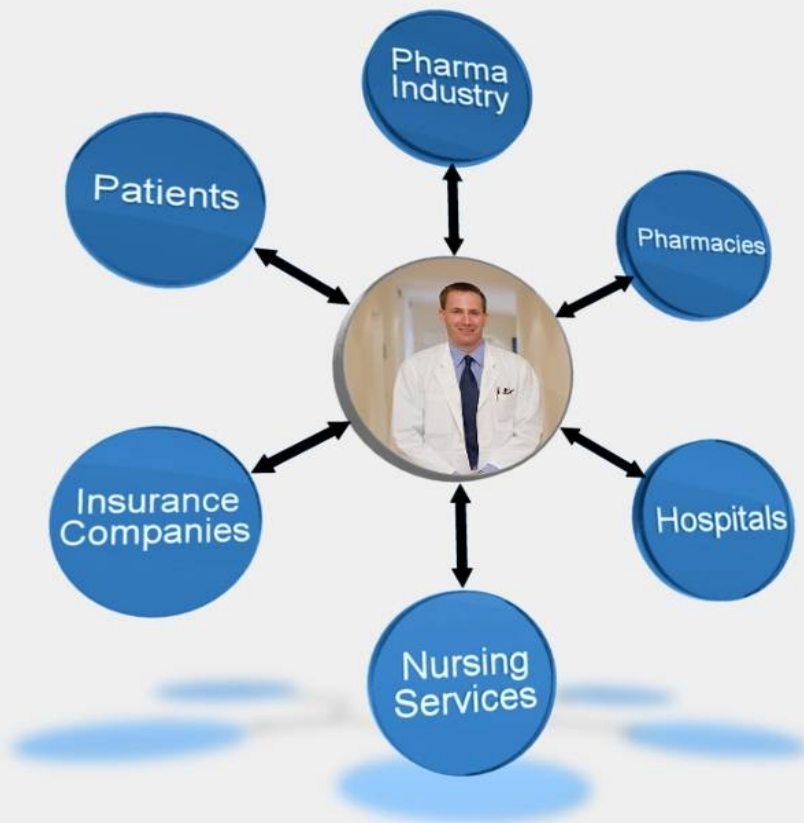 Pharma
Industry
Patients
Pharmacies
Insurance
Companies
Hospitals
Nursing
Services